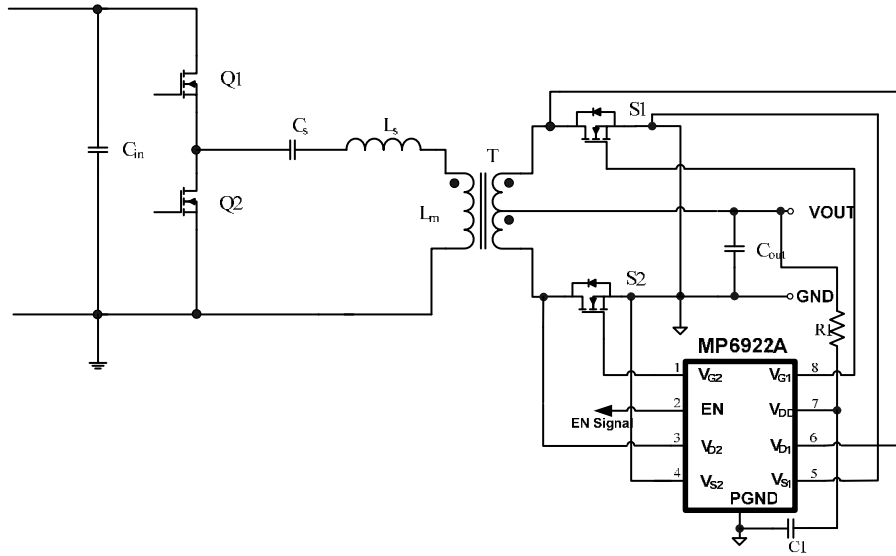 Q1
S1
Cs
Ls
T
Cin
Q2
Lm
VOUT
Cout
S2
GND
R1
MP6922A
1
VG2
VG1
8
2
EN
VDD
7
EN Signal
3
VD2
VD1
6
4
VS2
VS1
5
PGND
C1